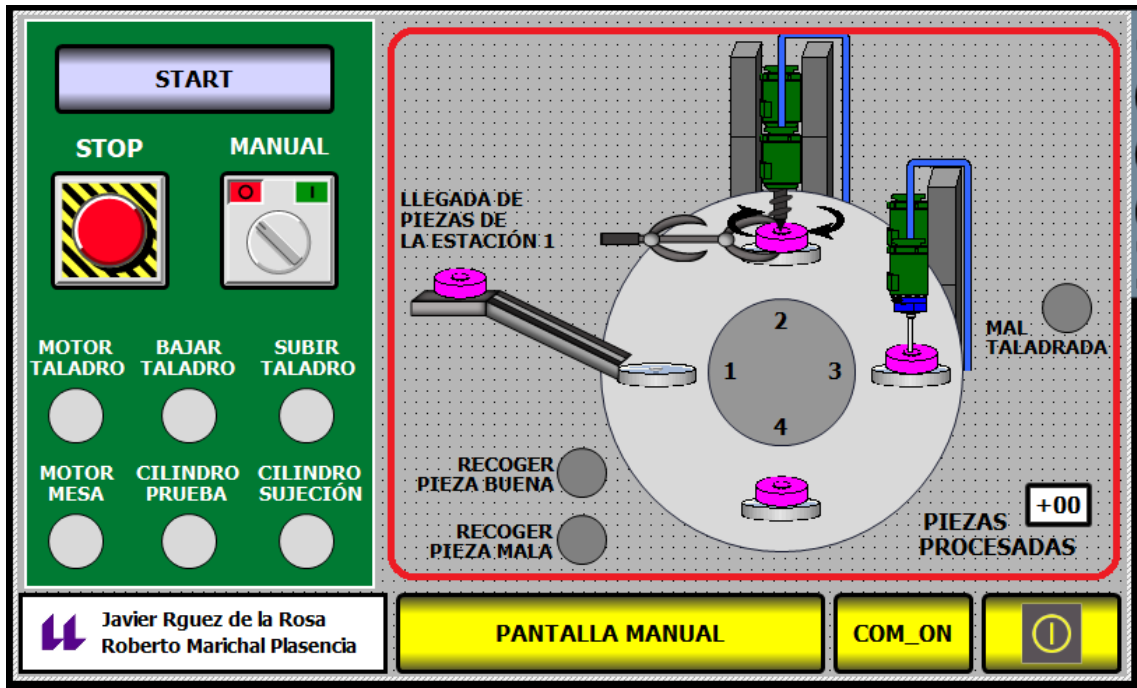 START
STOP
MANUAL
O
I
MOTOR
TALADRO
BAJAR
TALADRO
SUBIR
TALADRO
MOTOR
MESA
CILINDRO
PRUEBA
CILINDRO
SUJECIÓN
LLEGADA DE
PIEZAS DE
LA ESTACIÓN 1
2
1
3
4
MAL
TALADRADA
RECOGER
PIEZA BUENA
RECOGER
PIEZA MALA
+00
PIEZAS
PROCESADAS
Javier Rguez de la Rosa
Roberto Marichal Plasencia
PANTALLA MANUAL
COM_ON